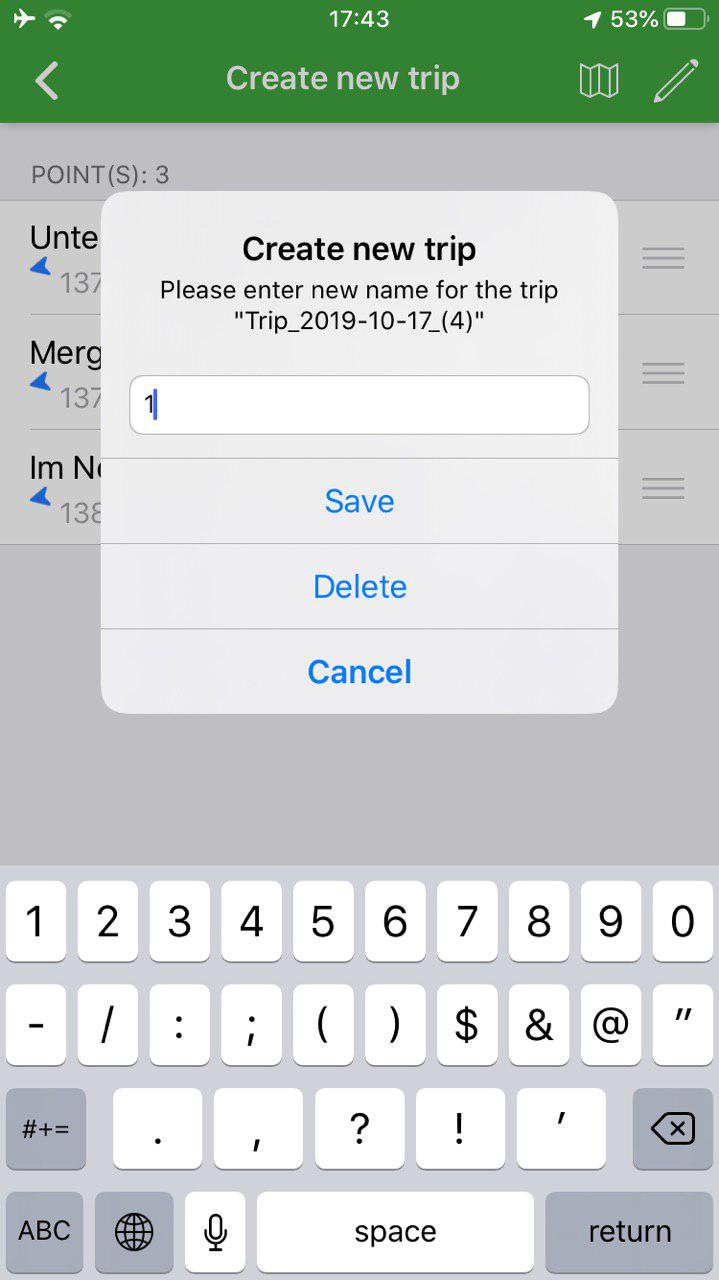 17:43
53%
Create new trip
POINT(S): 3
Unte
137
Merg
137
Im Ne
138
Create new trip
Please enter new name for the trip
"Trip_2019-10-17_(4)"
1
Save
Delete
Cancel
1 2 3 4 5 6 7 8 9 0
- / : ; ( ) $ & @ "
#+= . , ? ! '
ABC space return